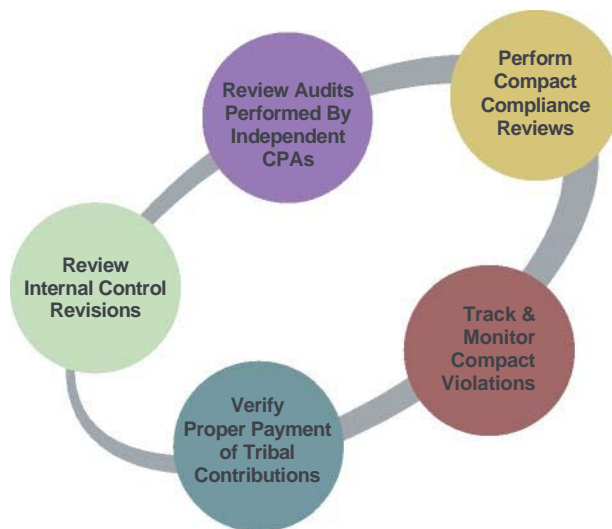 Perform
Compact
Compliance
Reviews
Review Audits
Performed By
Independent
CPAs
Review
Internal Control
Revisions
Track &
Monitor
Compact
Violations
Verify
Proper Payment
of Tribal
Contributions